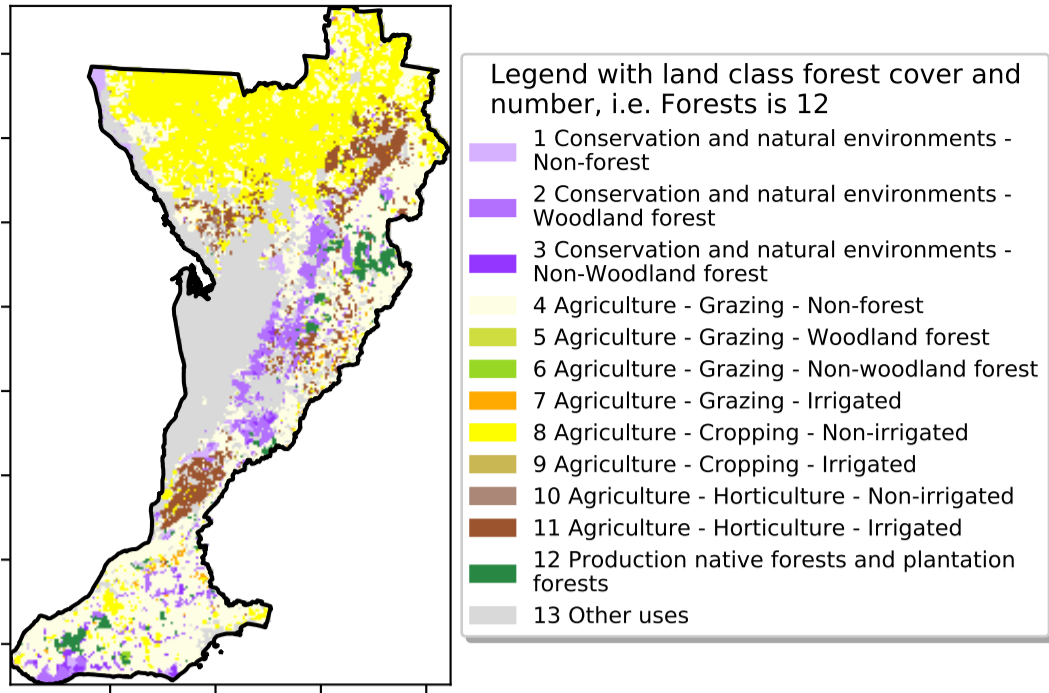 Legend with land class forest cover and
number, i.e. Forests is 12
1 Conservation and natural environments -
Non-forest
2 Conservation and natural environments -
Woodland forest
3 Conservation and natural environments -
Non-Woodland forest
4 Agriculture - Grazing - Non-forest
5 Agriculture - Grazing - Woodland forest
6 Agriculture - Grazing - Non-woodland forest
7 Agriculture - Grazing - Irrigated
8 Agriculture - Cropping - Non-irrigated
9 Agriculture - Cropping - Irrigated
10 Agriculture - Horticulture - Non-irrigated
11 Agriculture - Horticulture - Irrigated
12 Production native forests and plantation
forests
13 Other uses